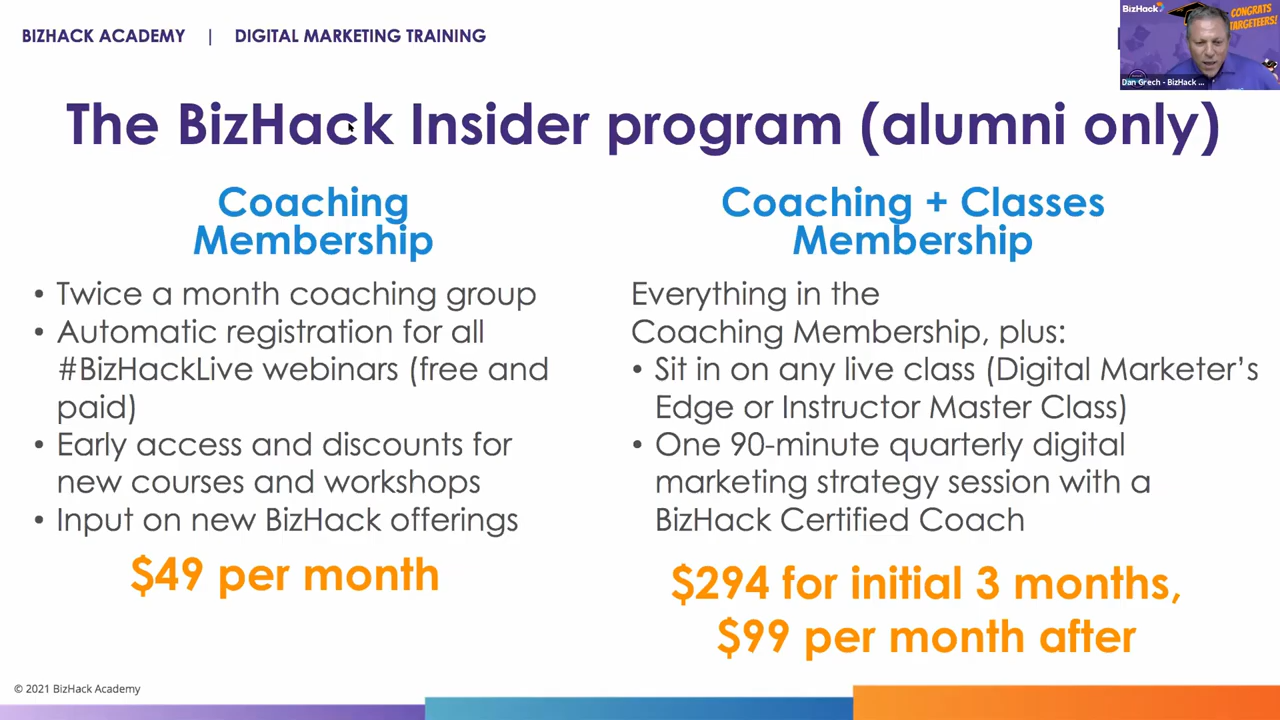 BIZHACK ACADEMY | DIGITAL MARKETING TRAINING
BizHack
CONGRATS
TARGETEERS!
Dan Grech - BizHack ...
The BizHack Insider program (alumni only)
Coaching
Membership
• Twice a month coaching group
• Automatic registration for all
#BizHackLive webinars (free and
paid)
• Early access and discounts for
new courses and workshops
• Input on new BizHack offerings
$49 per month
Coaching + Classes
Membership
Everything in the
Coaching Membership, plus:
• Sit in on any live class (Digital Marketer’s
Edge or Instructor Master Class)
• One 90-minute quarterly digital
marketing strategy session with a
BizHack Certified Coach
$294 for initial 3 months,
$99 per month after
© 2021 BizHack Academy